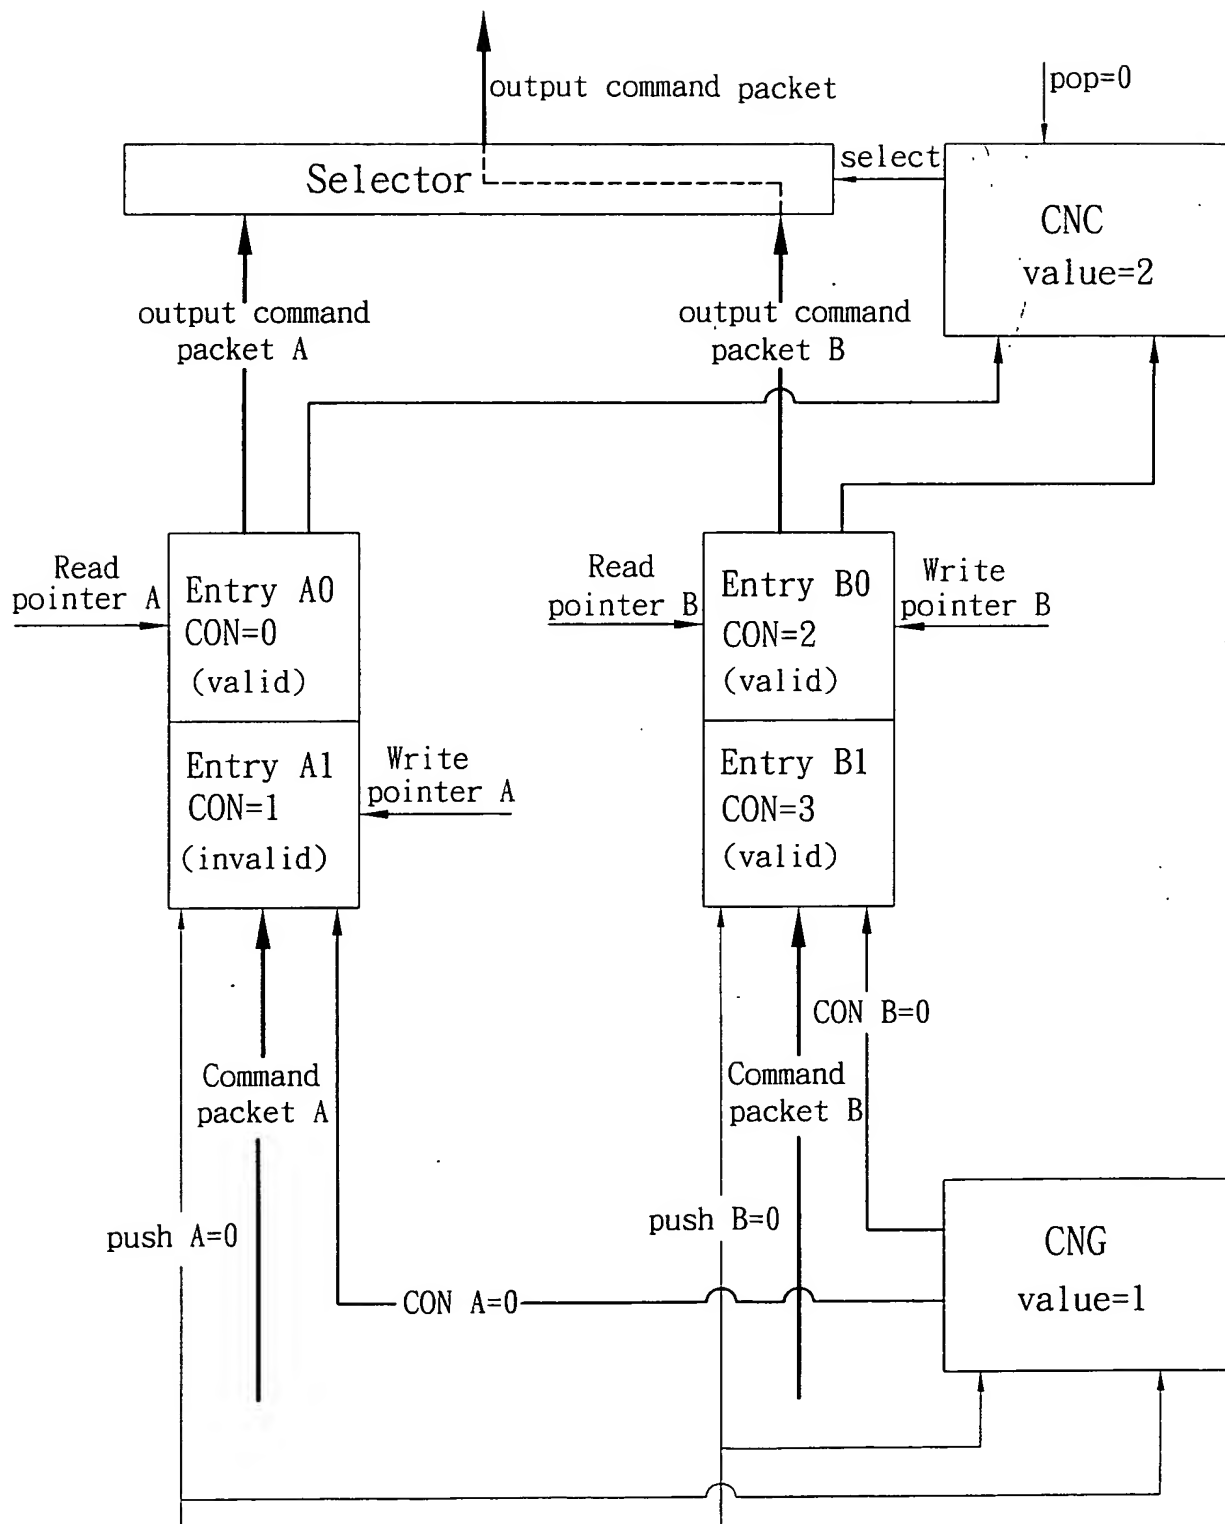 output command packet
pop=0
select
Selector
CNC
value=2
output command
packet A
output command
packet B
Read
pointer A
Entry A0
CON=0
(valid)
Read
pointer B
Entry B0
CON=2
(valid)
Write
pointer B
Entry A1
CON=1
(invalid)
Write
pointer A
Entry B1
CON=3
(valid)
CON B=0
Command
packet A
Command
packet B
push A=0
push B=0
CNG
value=1
CON A=0